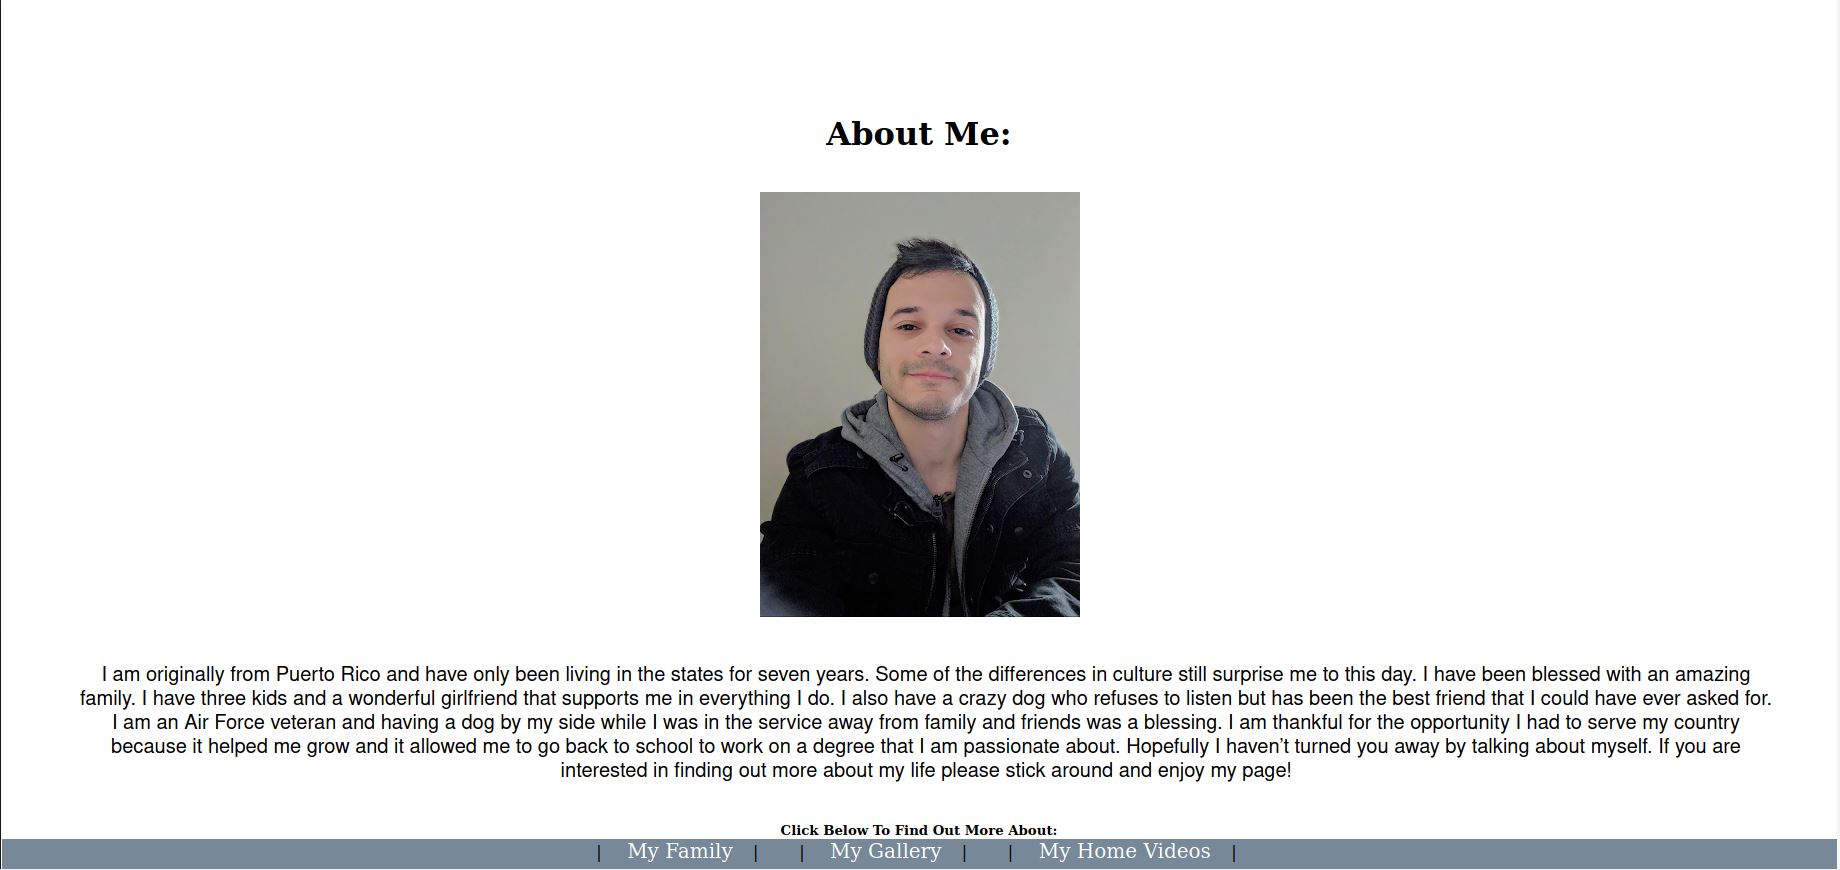 About Me:
I am originally from Puerto Rico and have only been living in the states for seven years. Some of the differences in culture still surprise me to this day. I have been blessed with an amazing
family. I have three kids and a wonderful girlfriend that supports me in everything I do. I also have a crazy dog who refuses to listen but has been the best friend that I could have ever asked for.
I am an Air Force veteran and having a dog by my side while I was in the service away from family and friends was a blessing. I am thankful for the opportunity I had to serve my country
because it helped me grow and it allowed me to go back to school to work on a degree that I am passionate about. Hopefully I haven’t turned you away by talking about myself. If you are
interested in finding out more about my life please stick around and enjoy my page!
Click Below To Find Out More About:
| My Family | | My Gallery | | My Home Videos |